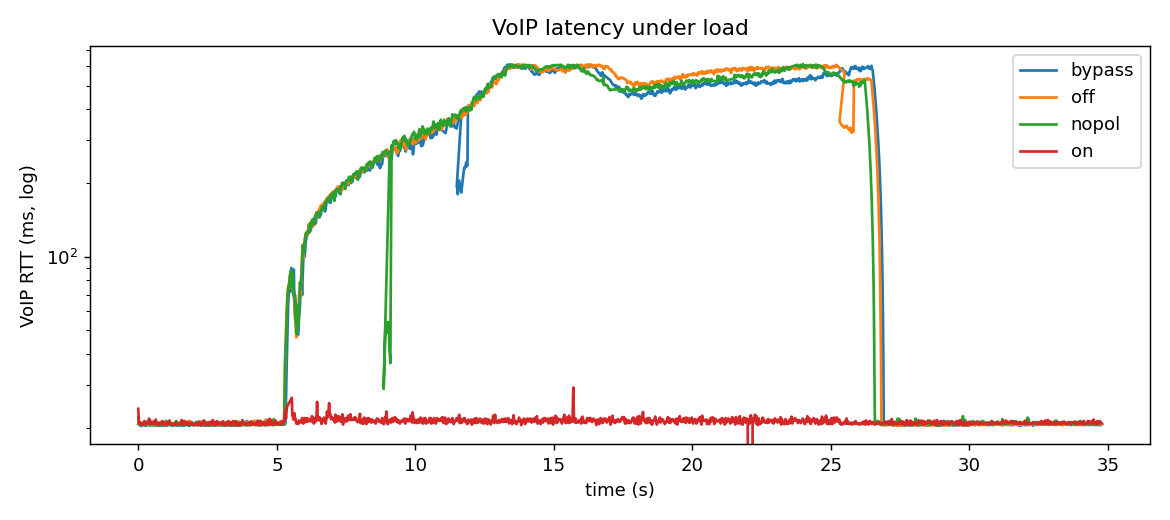 VoIP latency under load
VoIP RTT (ms, log)
10²
bypass
off
nopol
on
0 5 10 15 20 25 30 35
time (s)